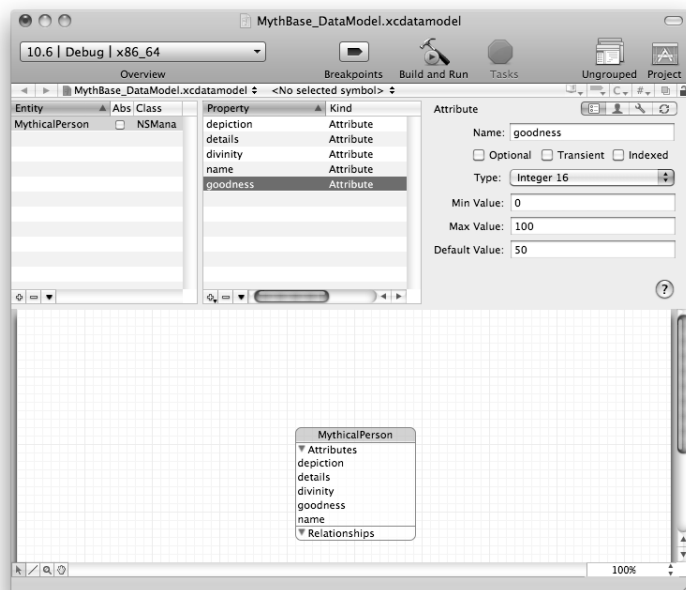 MythBase_DataModel.xcdatamodel
10.6 | Debug | x86_64
Overview Breakpoints Build and Run Tasks Ungrouped Project
MythBase_DataModel.xcdatamodel <No selected symbol> C #
Entity Abs Class
MythicalPerson NSMana
Property Kind
depiction Attribute
details Attribute
divinity Attribute
name Attribute
goodness Attribute
Attribute
Name: goodness
Optional Transient Indexed
Type: Integer 16
Min Value: 0
Max Value: 100
Default Value: 50
?
MythicalPerson
Attributes
depiction
details
divinity
goodness
name
Relationships
100%